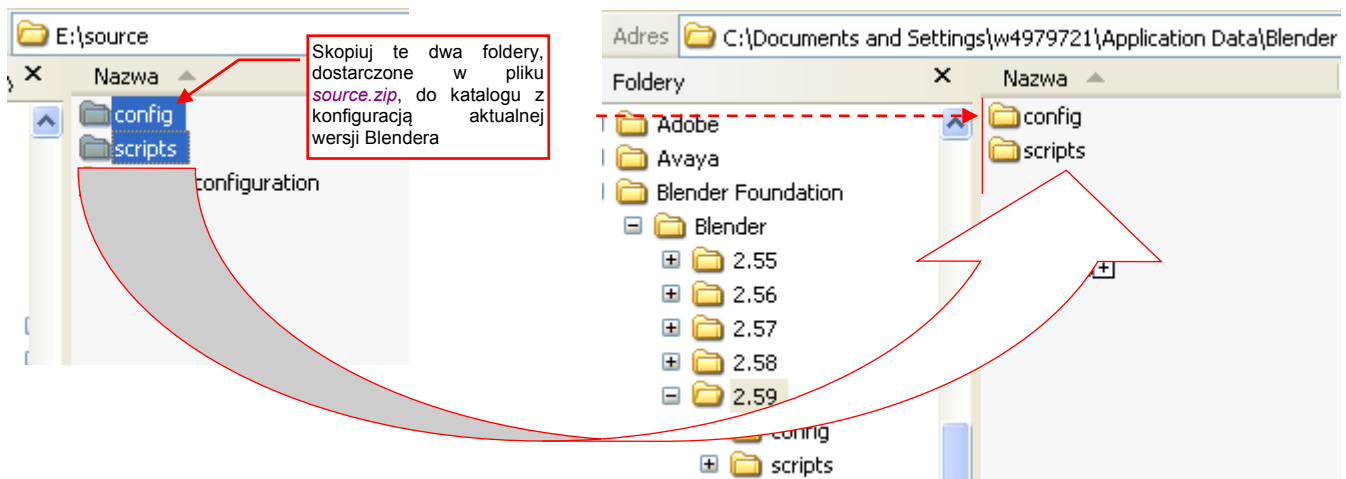 E:\source
Nazwa
config
scripts
configuration
Skopiuj te dwa foldery,
dostarczone w pliku
source.zip, do katalogu z
konfiguracją aktualnej
wersji Blendera
Adres C:\Documents and Settings\w4979721\Application Data\Blender
Foldery
Adobe
Avaya
Blender Foundation
Blender
2.55
2.56
2.57
2.58
2.59
config
scripts
Nazwa
config
scripts